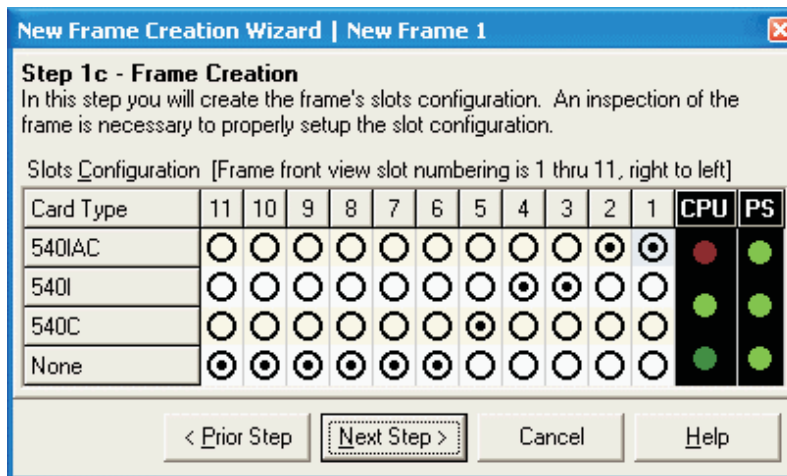 New Frame Creation Wizard | New Frame 1
Step 1c - Frame Creation
In this step you will create the frame's slots configuration. An inspection of the
frame is necessary to properly setup the slot configuration.
Slots Configuration [Frame front view slot numbering is 1 thru 11, right to left]
Card Type 11 10 9 8 7 6 5 4 3 2 1 CPU PS
540IAC
540I
540C
None
< Prior Step Next Step > Cancel Help